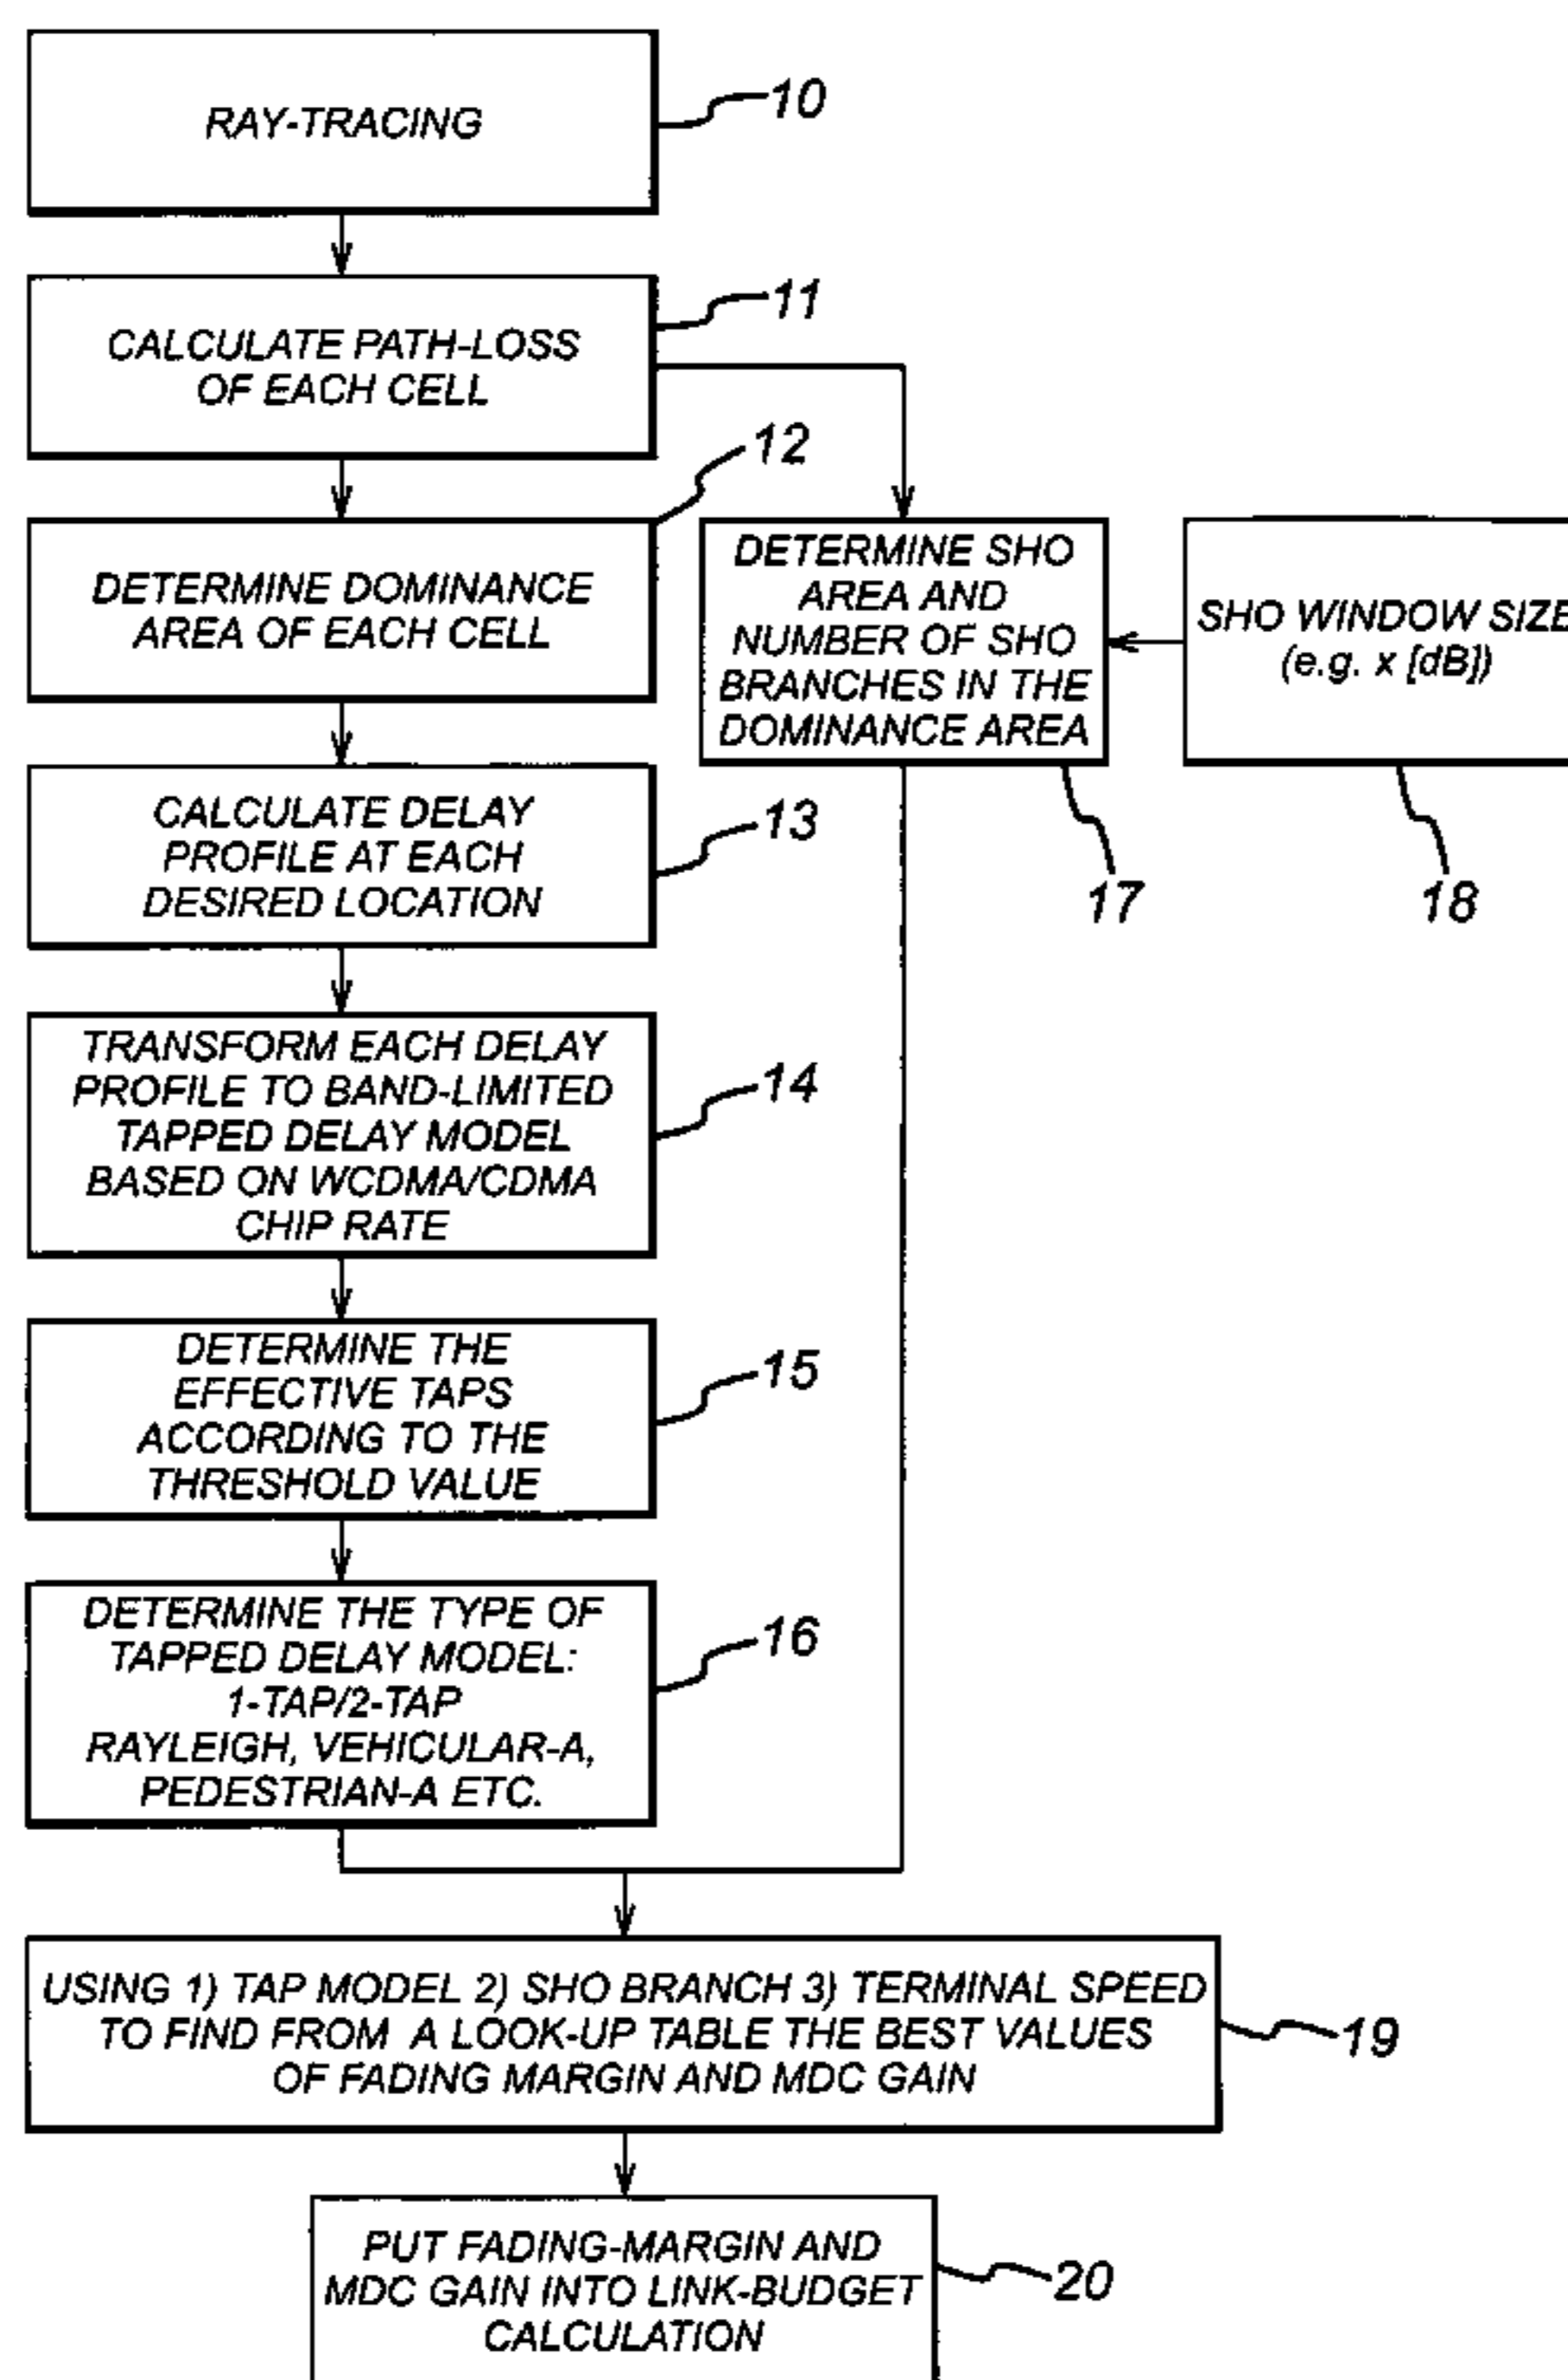 RAY-TRACING
10
CALCULATE PATH-LOSS
OF EACH CELL
11
DETERMINE DOMINANCE
AREA OF EACH CELL
12
DETERMINE SHO
AREA AND
NUMBER OF SHO
BRANCHES IN THE
DOMINANCE AREA
17
SHO WINDOW SIZE
(e.g. x [dB])
18
CALCULATE DELAY
PROFILE AT EACH
DESIRED LOCATION
13
TRANSFORM EACH DELAY
PROFILE TO BAND-LIMITED
TAPPED DELAY MODEL
BASED ON WCDMA/CDMA
CHIP RATE
14
DETERMINE THE
EFFECTIVE TAPS
ACCORDING TO THE
THRESHOLD VALUE
15
DETERMINE THE TYPE OF
TAPPED DELAY MODEL:
1-TAP/2-TAP
RAYLEIGH, VEHICULAR-A,
PEDESTRIAN-A ETC.
16
USING 1) TAP MODEL 2) SHO BRANCH 3) TERMINAL SPEED
TO FIND FROM A LOOK-UP TABLE THE BEST VALUES
OF FADING MARGIN AND MDC GAIN
19
PUT FADING-MARGIN AND
MDC GAIN INTO LINK-BUDGET
CALCULATION
20